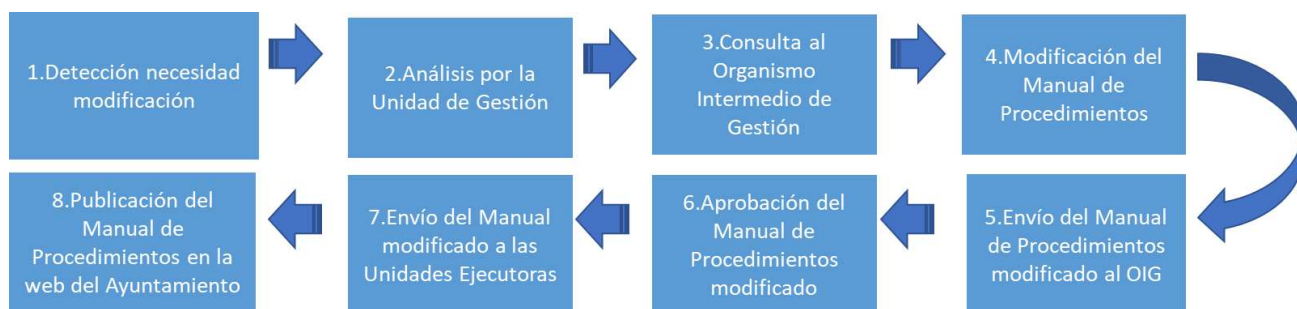 1.Detección necesidad
modificación
2.Análisis por la
Unidad de Gestión
3.Consulta al
Organismo
Intermedio de
Gestión
4.Modificación del
Manual de
Procedimientos
5.Envío del Manual
de Procedimientos
modificado al OIG
6.Aprobación del
Manual de
Procedimientos
modificado
7.Envío del Manual
modificado a las
Unidades Ejecutoras
8.Publicación del
Manual de
Procedimientos en la
web del Ayuntamiento